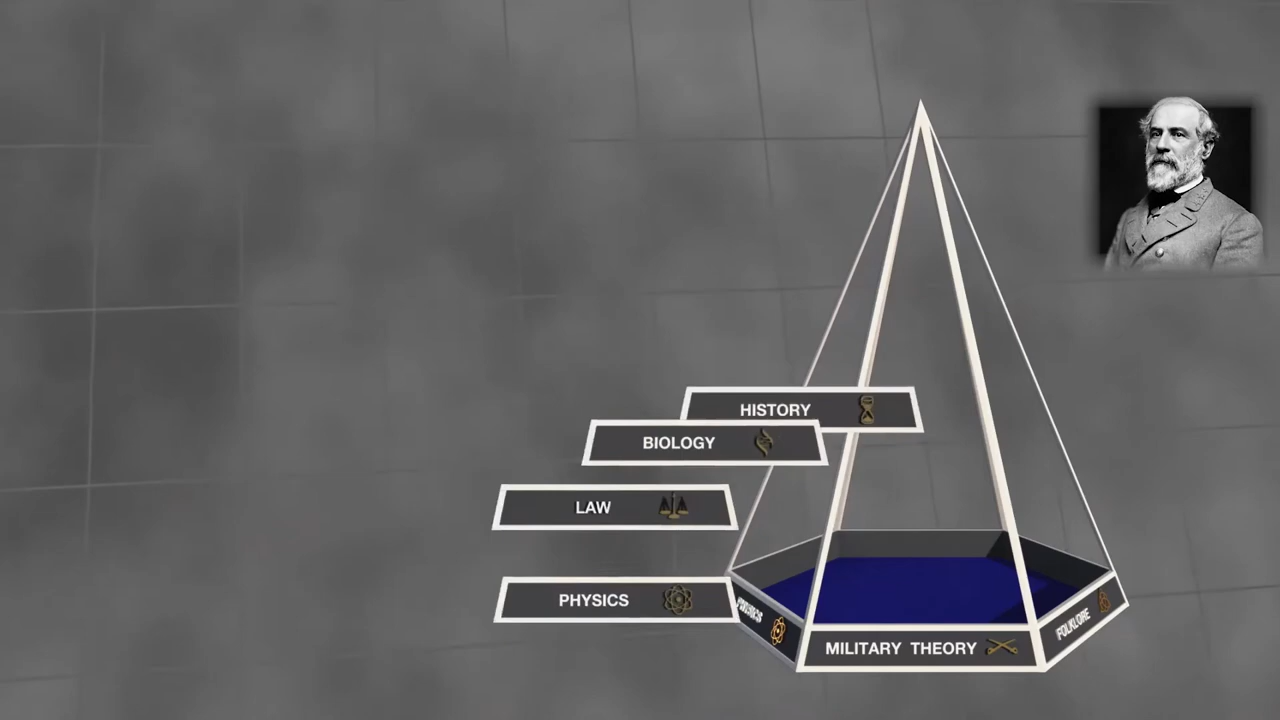 HISTORY
BIOLOGY
LAW
PHYSICS
PHYSICS
MILITARY THEORY
FOLKLORE